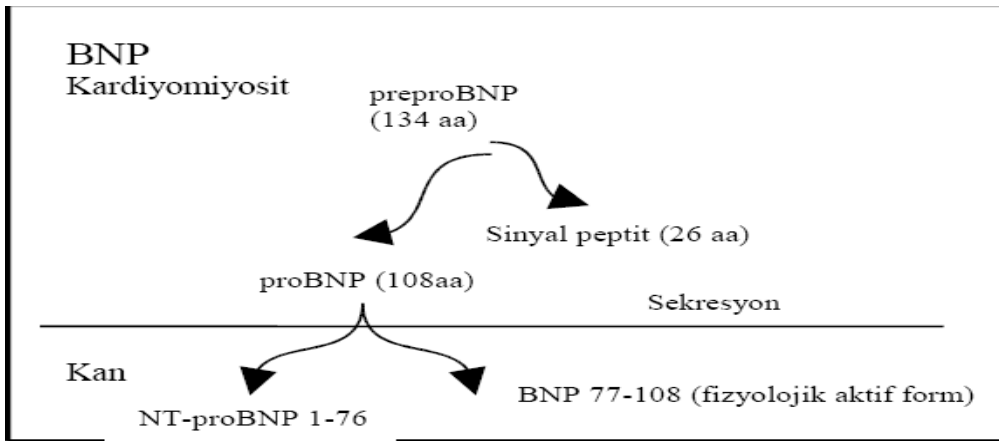 BNP
Kardiyomiyosit
preproBNP
(134 aa)
Sinyal peptit (26 aa)
proBNP (108aa)
Sekresyon
Kan
BNP 77-108 (fizyolojik aktif form)
NT-proBNP 1-76